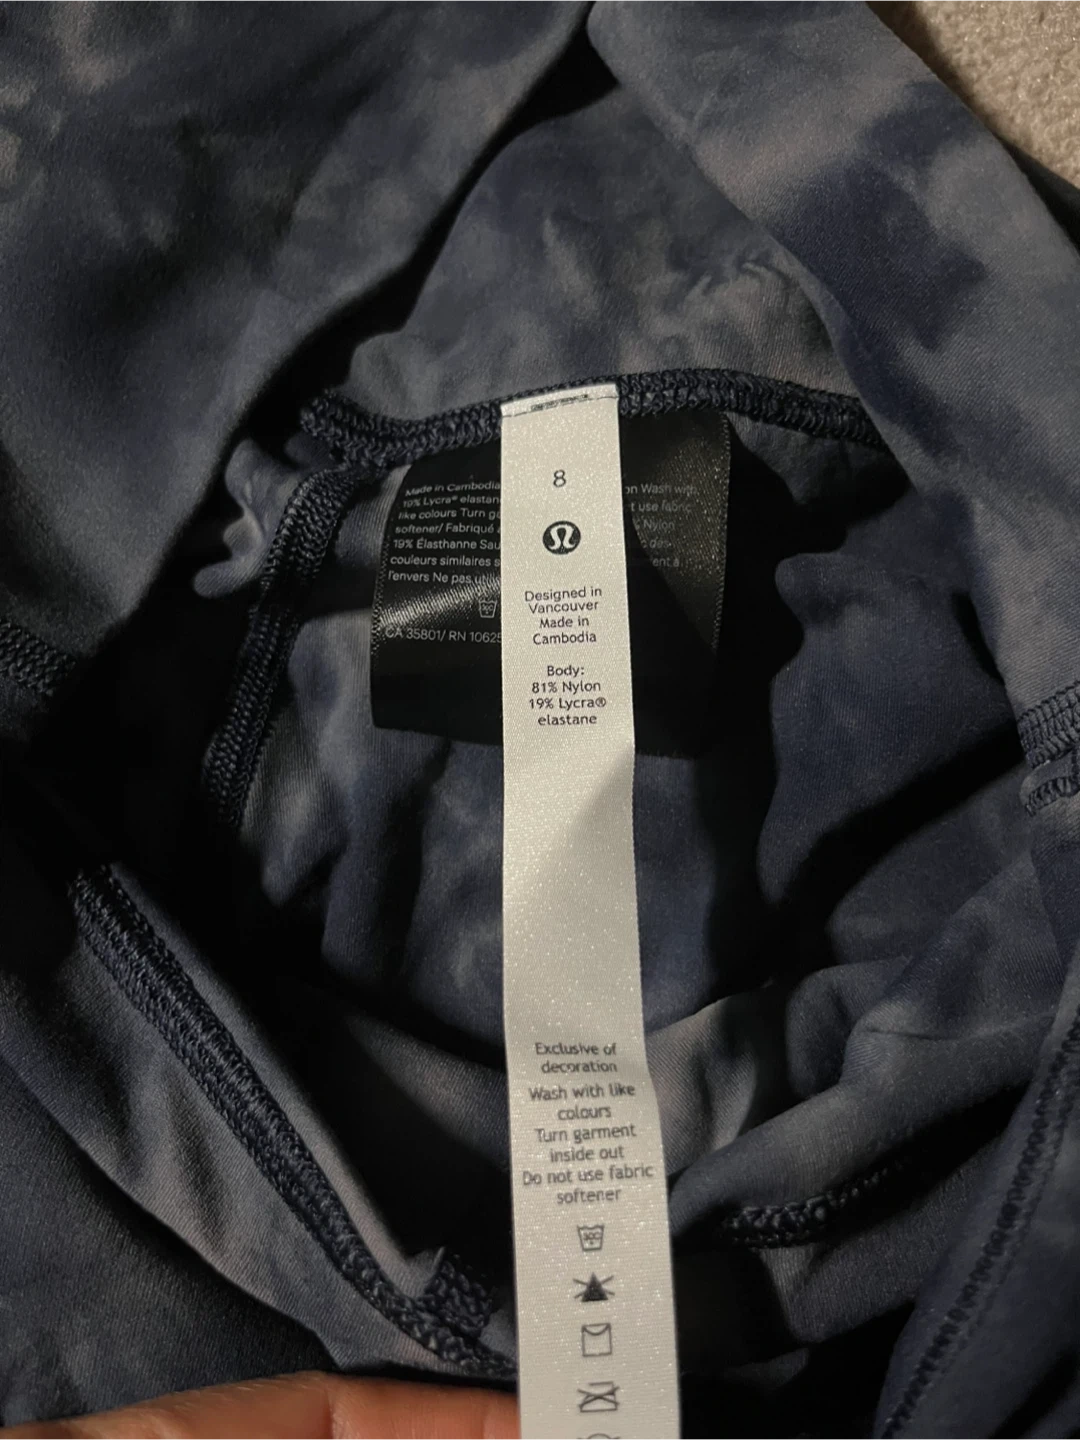 8
Designed in
Vancouver
Made in
Cambodia
Body:
81% Nylon
19% Lycra®
elastane
Exclusive of
decoration
Wash with like
colours
Turn garment
inside out
Do not use fabric
softener
Made in Cambodia
19% Lycra® elastan
like colours Turn
softener/ Fabriqué
19% Élasthanne
couleurs similaires
l'envers Ne pas
CA 35801/ RN 10625
on Wash with
t use fabric
Nylon